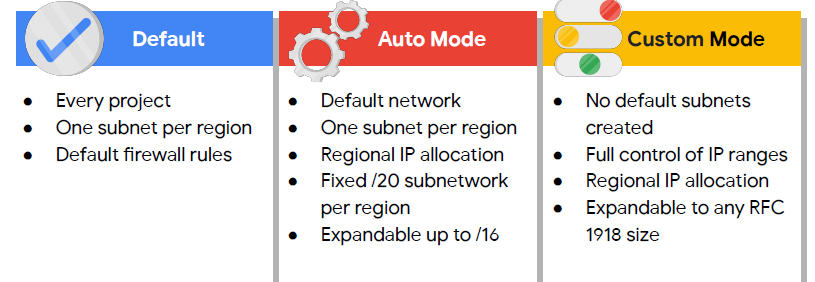 Default
Every project
One subnet per region
Default firewall rules
Auto Mode
Default network
One subnet per region
Regional IP allocation
Fixed /20 subnetwork
per region
Expandable up to /16
Custom Mode
No default subnets
created
Full control of IP ranges
Regional IP allocation
Expandable to any RFC
1918 size